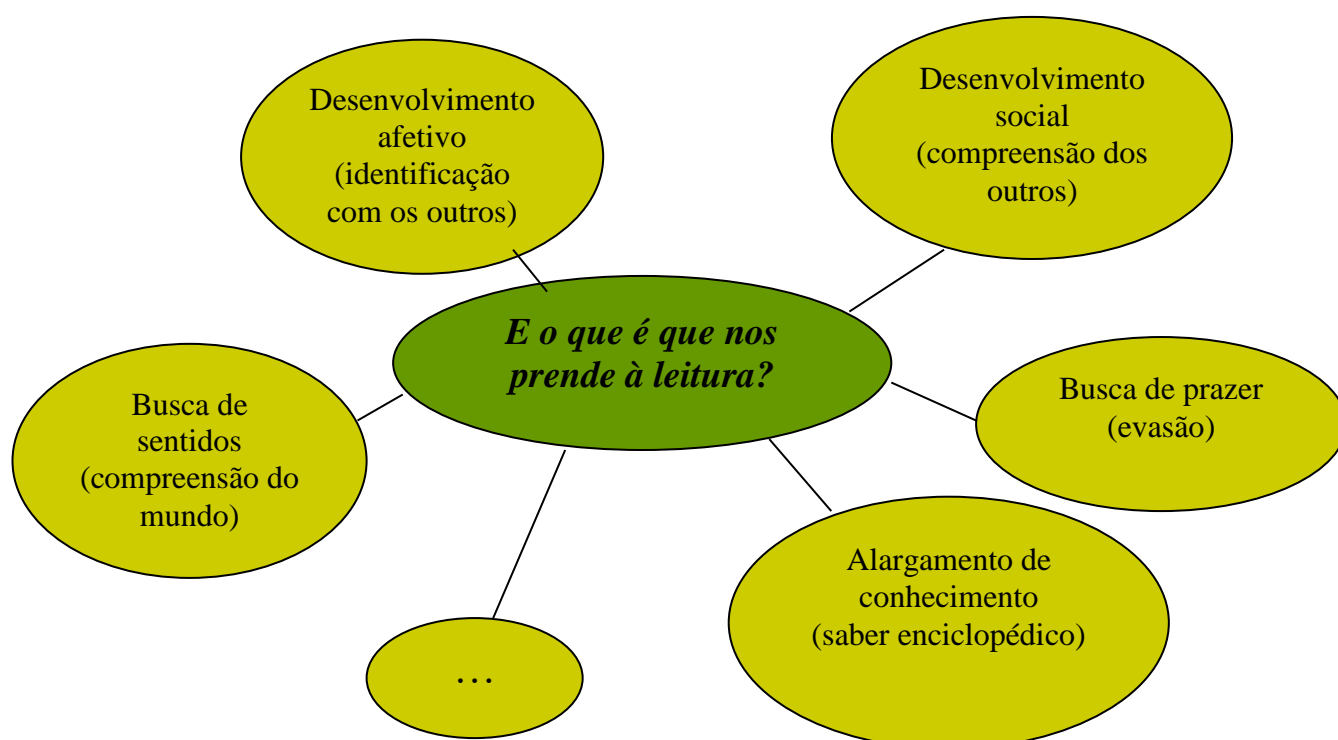 Desenvolvimento
afetivo
(identificação
com os outros)
Desenvolvimento
social
(compreensão dos
outros)
E o que é que nos
prende à leitura?
Busca de
sentidos
(compreensão do
mundo)
Busca de prazer
(evasão)
Alargamento de
conhecimento
(saber enciclopédico)
…